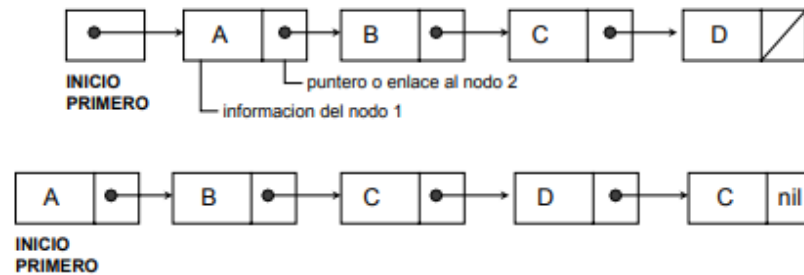 A B C D
INICIO
PRIMERO
puntero o enlace al nodo 2
informacion del nodo 1
A B C D C nil
INICIO
PRIMERO